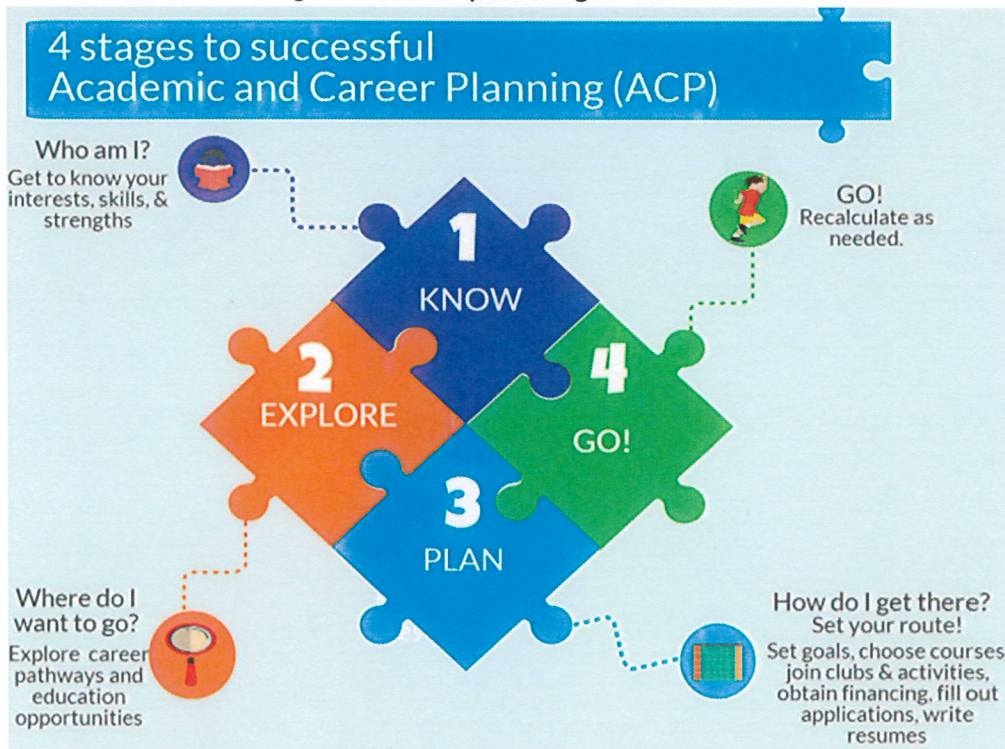 4 stages to successful
Academic and Career Planning (ACP)
Who am I?
Get to know your
interests, skills, &
strengths
GO!
Recalculate as
needed.
1
KNOW
2
EXPLORE
4
GO!
3
PLAN
Where do I
want to go?
Explore career
pathways and
education
opportunities
How do I get there?
Set your route!
Set goals, choose courses
join clubs & activities,
obtain financing, fill out
applications, write
resumes